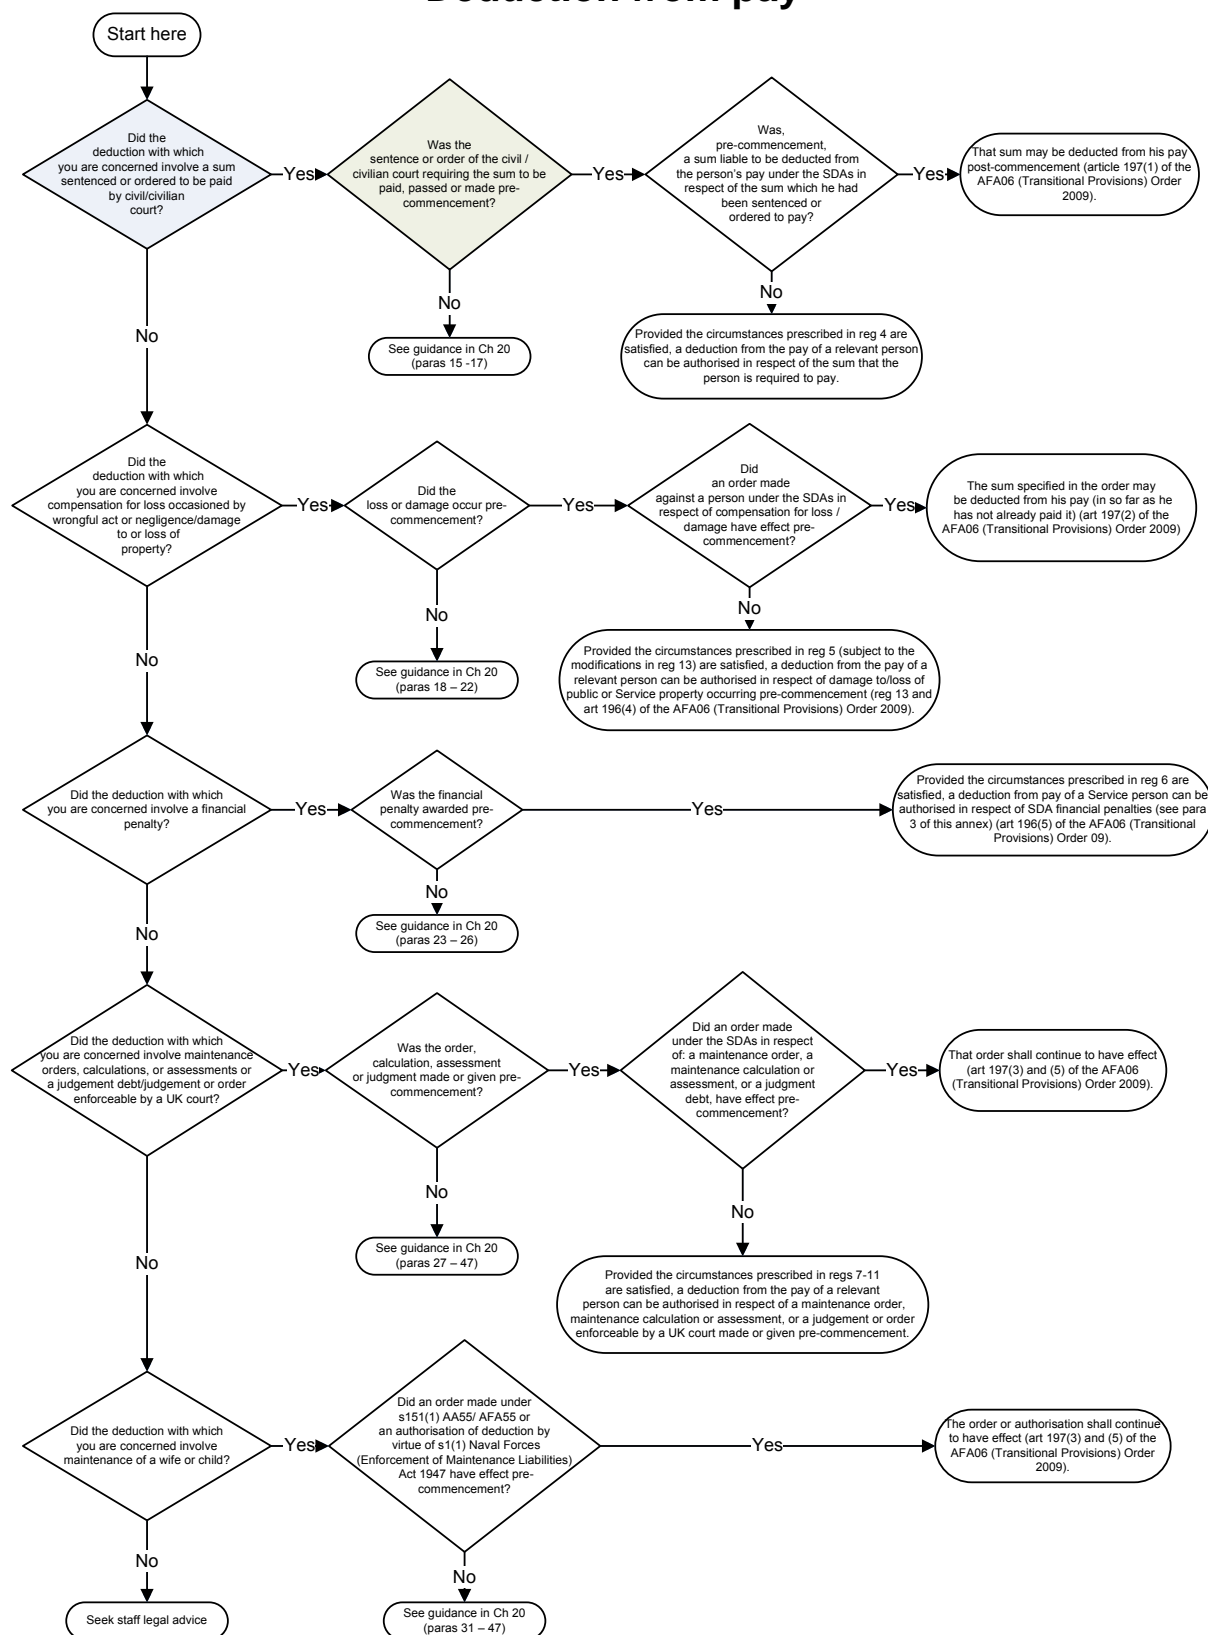 Deduction from pay
Start here
Did the
deduction with which
you are concerned involve a sum
sentenced or ordered to be paid
by civil/civilian
court?
Yes
Was the
sentence or order of the civil /
civilian court requiring the sum to be
paid, passed or made pre-
commencement?
Yes
Was,
pre-commencement,
a sum liable to be deducted from
the person's pay under the SDAs in
respect of the sum which he had
been sentenced or
ordered to pay?
Yes
That sum may be deducted from his pay
post-commencement (article 197(1) of the
AFA06 (Transitional Provisions) Order
2009).
No
No
No
See guidance in Ch 20
(paras 15 -17)
Provided the circumstances prescribed in reg 4 are
satisfied, a deduction from the pay of a relevant person
can be authorised in respect of the sum that the
person is required to pay.
Did the
deduction with which
you are concerned involve
compensation for loss occasioned by
wrongful act or negligence/damage
to or loss of
property?
Yes
Did the
loss or damage occur pre-
commencement?
Yes
Did
an order made
against a person under the SDAs in
respect of compensation for loss /
damage have effect pre-
commencement?
Yes
The sum specified in the order may
be deducted from his pay (in so far as he
has not already paid it) (art 197(2) of the
AFA06 (Transitional Provisions) Order 2009)
No
No
No
See guidance in Ch 20
(paras 18 – 22)
Provided the circumstances prescribed in reg 5 (subject to the
modifications in reg 13) are satisfied, a deduction from the pay of a
relevant person can be authorised in respect of damage to/loss of
public or Service property occurring pre-commencement (reg 13 and
art 196(4) of the AFA06 (Transitional Provisions) Order 2009).
Did the deduction with which
you are concerned involve a financial
penalty?
Yes
Was the financial
penalty awarded pre-
commencement?
Yes
Provided the circumstances prescribed in reg 6 are
satisfied, a deduction from pay of a Service person can be
authorised in respect of SDA financial penalties (see para
3 of this annex) (art 196(5) of the AFA06 (Transitional
Provisions) Order 09).
No
No
See guidance in Ch 20
(paras 23 – 26)
Did the deduction with which
you are concerned involve maintenance
orders, calculations, or assessments or
a judgement debt/judgement or order
enforceable by a UK court?
Yes
Was the order,
calculation, assessment
or judgment made or given pre-
commencement?
Yes
Did an order made
under the SDAs in respect
of: a maintenance order, a
maintenance calculation or
assessment, or a judgment
debt, have effect pre-
commencement?
Yes
That order shall continue to have effect
(art 197(3) and (5) of the AFA06
(Transitional Provisions) Order 2009).
No
No
No
See guidance in Ch 20
(paras 27 – 47)
Provided the circumstances prescribed in regs 7-11
are satisfied, a deduction from the pay of a relevant
person can be authorised in respect of a maintenance order,
maintenance calculation or assessment, or a judgement or order
enforceable by a UK court made or given pre-commencement.
Did the deduction with which
you are concerned involve
maintenance of a wife or child?
Yes
Did an order made under
s151(1) AA55/ AFA55 or
an authorisation of deduction by
virtue of s1(1) Naval Forces
(Enforcement of Maintenance Liabilities)
Act 1947 have effect pre-
commencement?
Yes
The order or authorisation shall continue
to have effect (art 197(3) and (5) of the
AFA06 (Transitional Provisions) Order
2009).
No
No
Seek staff legal advice
See guidance in Ch 20
(paras 31 – 47)